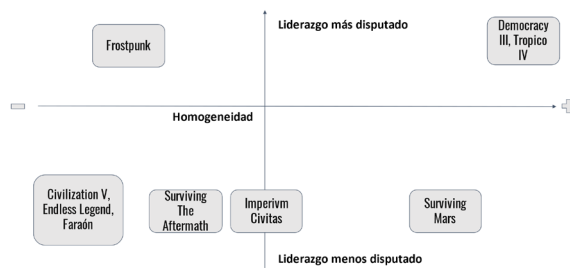 Liderazgo más disputado
Democracy
III, Tropico
IV
Frostpunk
Homogeneidad
Civilization V,
Endless Legend,
Faraón
Surviving
The
Aftermath
Imperivm
Civitas
Surviving
Mars
Liderazgo menos disputado